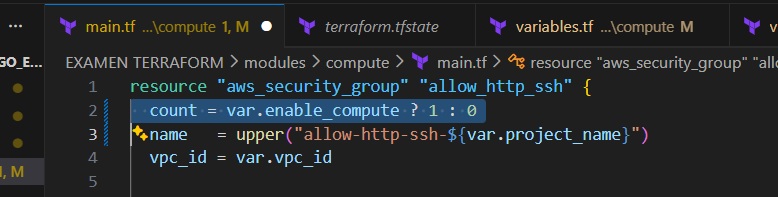 main.tf ...\compute 1, M
terraform.tfstate
variables.tf ...\compute M
GO_E...
EXAMEN TERRAFORM > modules > compute > main.tf > resource "aws_security_group" "allo
1 resource "aws_security_group" "allow_http_ssh" {
2 count = var.enable_compute ? 1 : 0
3 name = upper("allow-http-ssh-${var.project_name}")
4 vpc_id = var.vpc_id
1, M
5